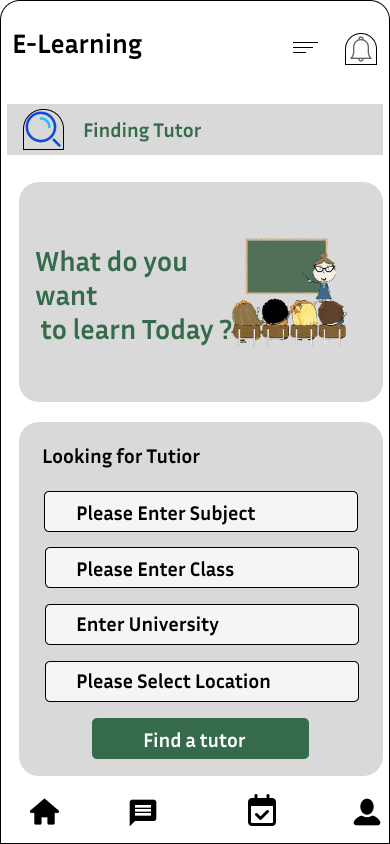 E-Learning
Finding Tutor
What do you
want
to learn Today ?
Looking for Tutior
Please Enter Subject
Please Enter Class
Enter University
Please Select Location
Find a tutor